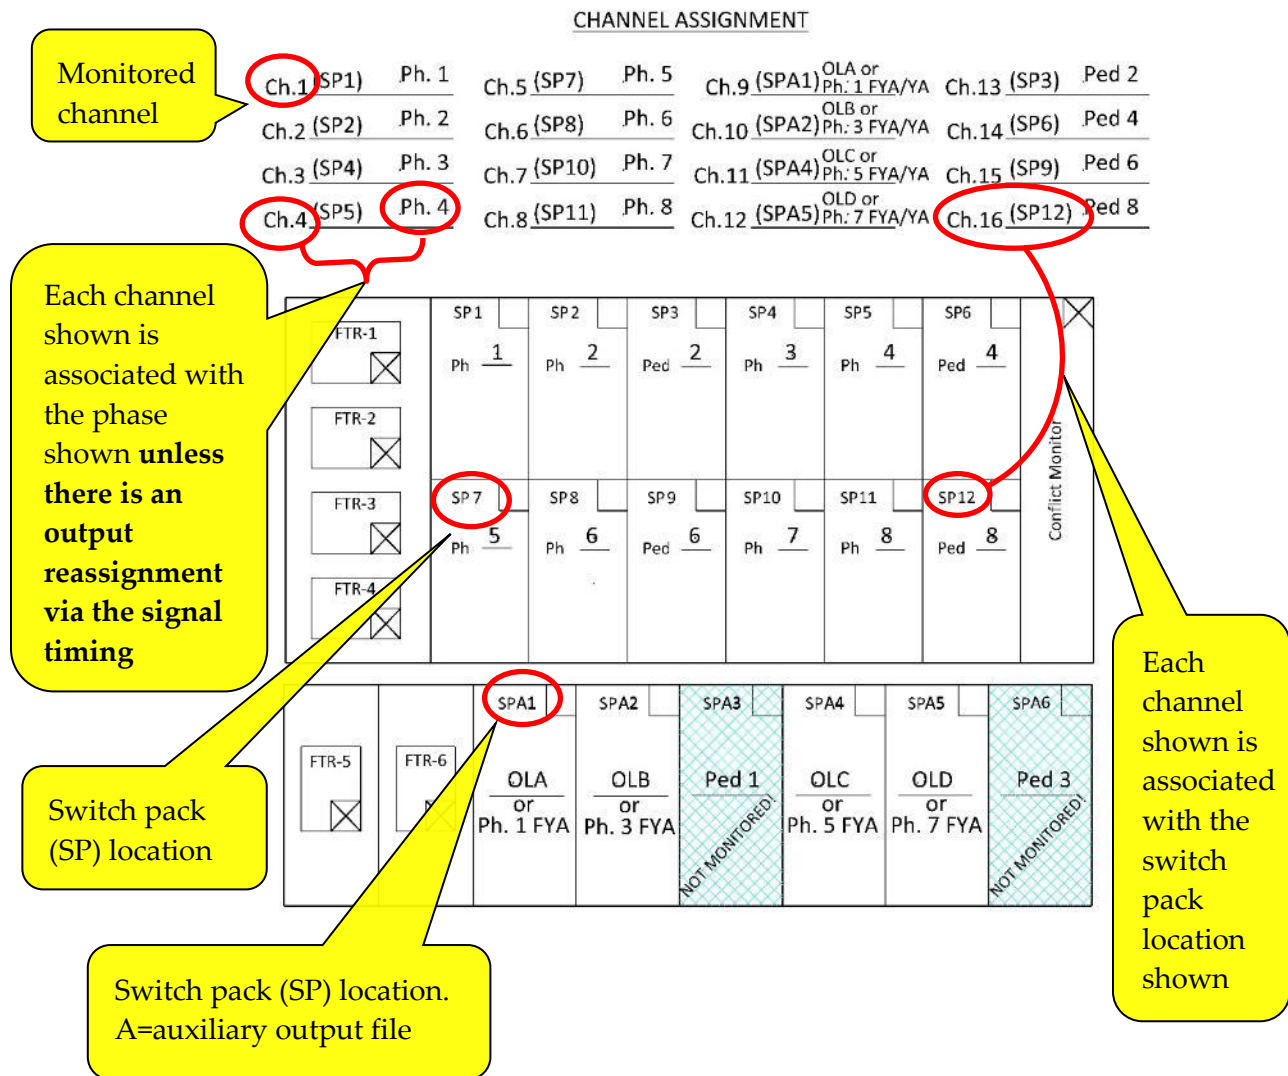 CHANNEL ASSIGNMENT
Monitored
channel
Ch.1 (SP1) Ph. 1
Ch.5 (SP7) Ph. 5
Ch.9 (SPA1) OLA or
Ph. 1 FYA/YA
Ch.13 (SP3) Ped 2
Ch.2 (SP2) Ph. 2
Ch.6 (SP8) Ph. 6
Ch.10 (SPA2) OLB or
Ph. 3 FYA/YA
Ch.14 (SP6) Ped 4
Ch.3 (SP4) Ph. 3
Ch.7 (SP10) Ph. 7
Ch.11 (SPA4) OLC or
Ph. 5 FYA/YA
Ch.15 (SP9) Ped 6
Ch.4 (SP5) Ph. 4
Ch.8 (SP11) Ph. 8
Ch.12 (SPA5) OLD or
Ph. 7 FYA/YA
Ch.16 (SP12) Ped 8
Each channel
shown is
associated with
the phase
shown unless
there is an
output
reassignment
via the signal
timing
FTR-1
FTR-2
FTR-3
FTR-4
SP1
Ph 1
SP2
Ph 2
SP3
Ped 2
SP4
Ph 3
SP5
Ph 4
SP6
Ped 4
Conflict Monitor
SP7
Ph 5
SP8
Ph 6
SP9
Ped 6
SP10
Ph 7
SP11
Ph 8
SP12
Ped 8
Each
channel
shown is
associated
with the
switch
pack
location
shown
Switch pack
(SP) location
FTR-5
FTR-6
SPA1
OLA
or
Ph. 1 FYA
SPA2
OLB
or
Ph. 3 FYA
SPA3
Ped 1
NOT MONITORED!
SPA4
OLC
or
Ph. 5 FYA
SPA5
OLD
or
Ph. 7 FYA
SPA6
Ped 3
NOT MONITORED!
Switch pack (SP) location.
A=auxiliary output file